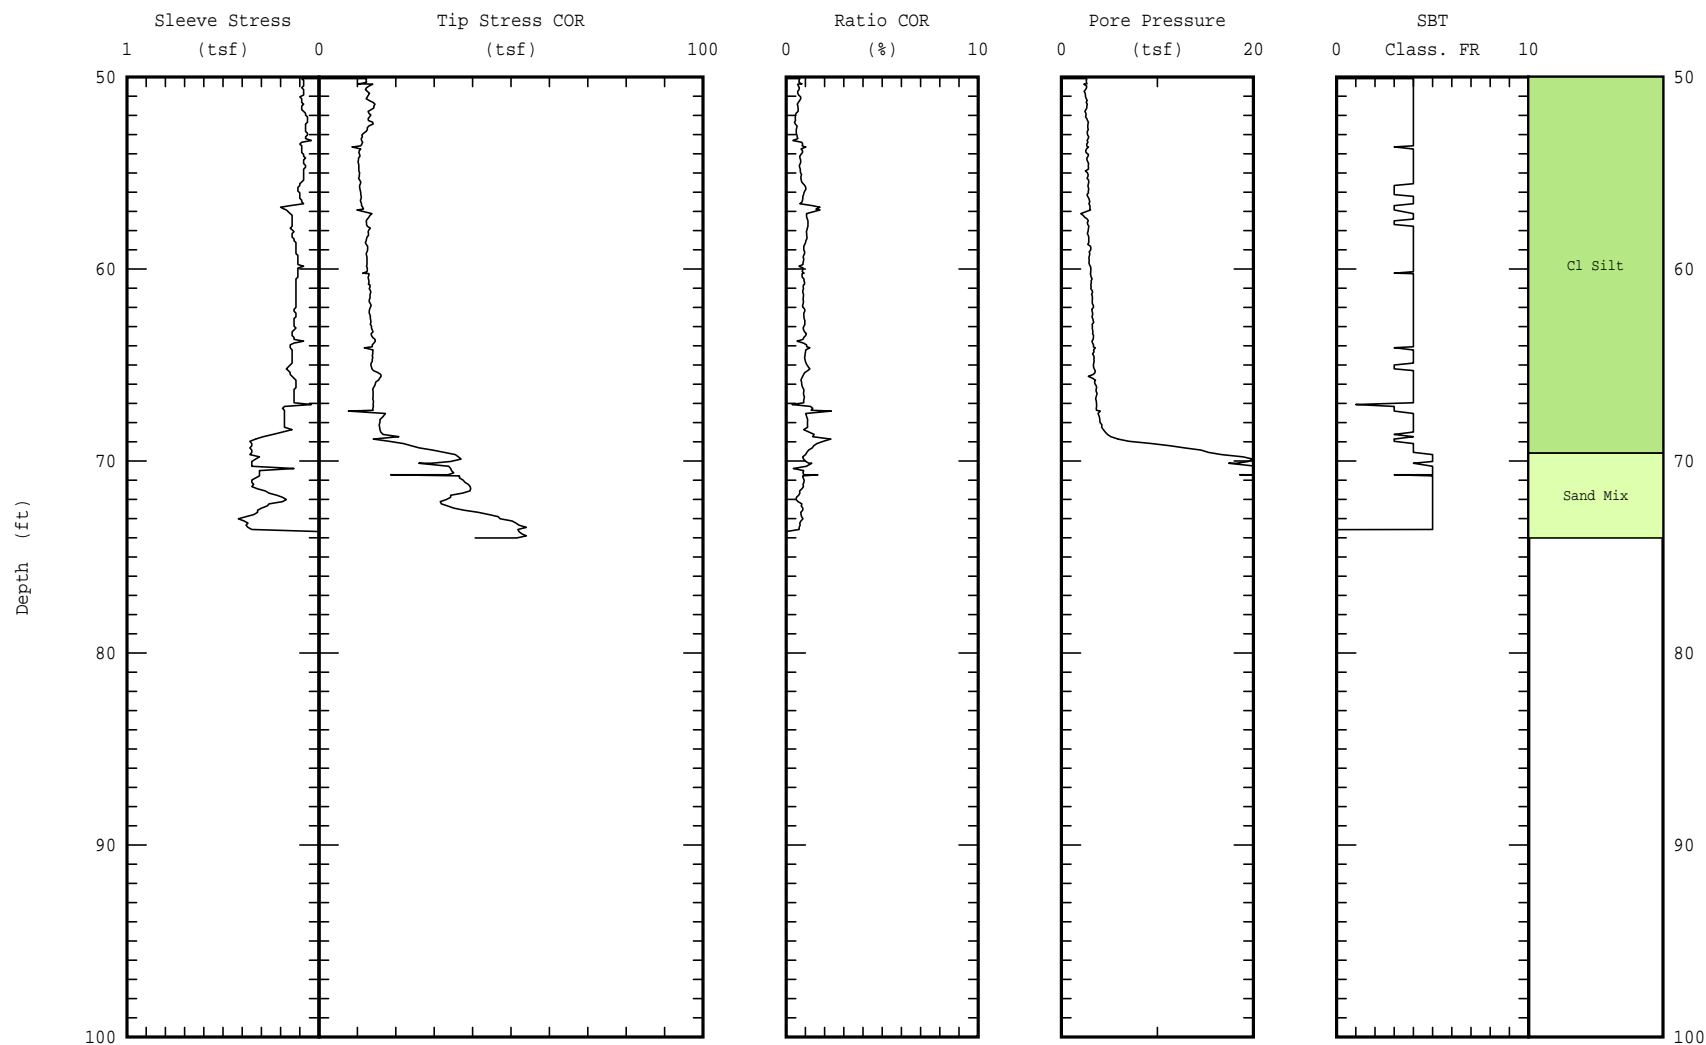 Sleeve Stress Tip Stress COR Ratio COR Pore Pressure SBT
1 (tsf) 0 (tsf) 100 0 (%) 10 0 (tsf) 20 0 Class. FR 10
50 50
60 Cl Silt 60
70 70
Sand Mix
Depth (ft)
80 80
90 90
100 100